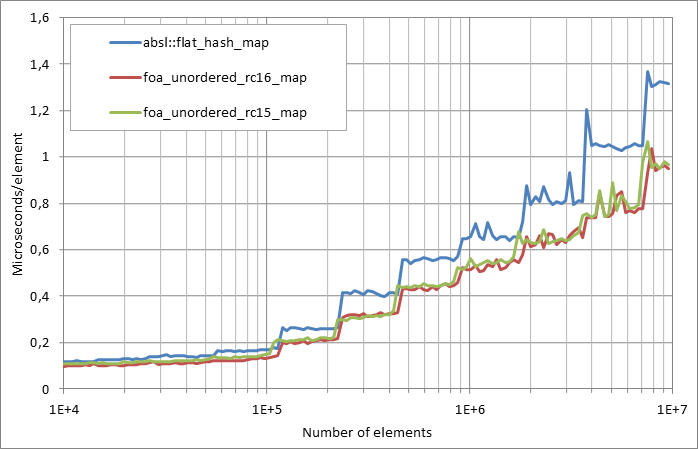 1,6
1,4
1,2
1
0,8
0,6
0,4
0,2
0
Microseconds/element
absl::flat_hash_map
foa_unordered_rc16_map
foa_unordered_rc15_map
1E+4 1E+5 1E+6 1E+7
Number of elements